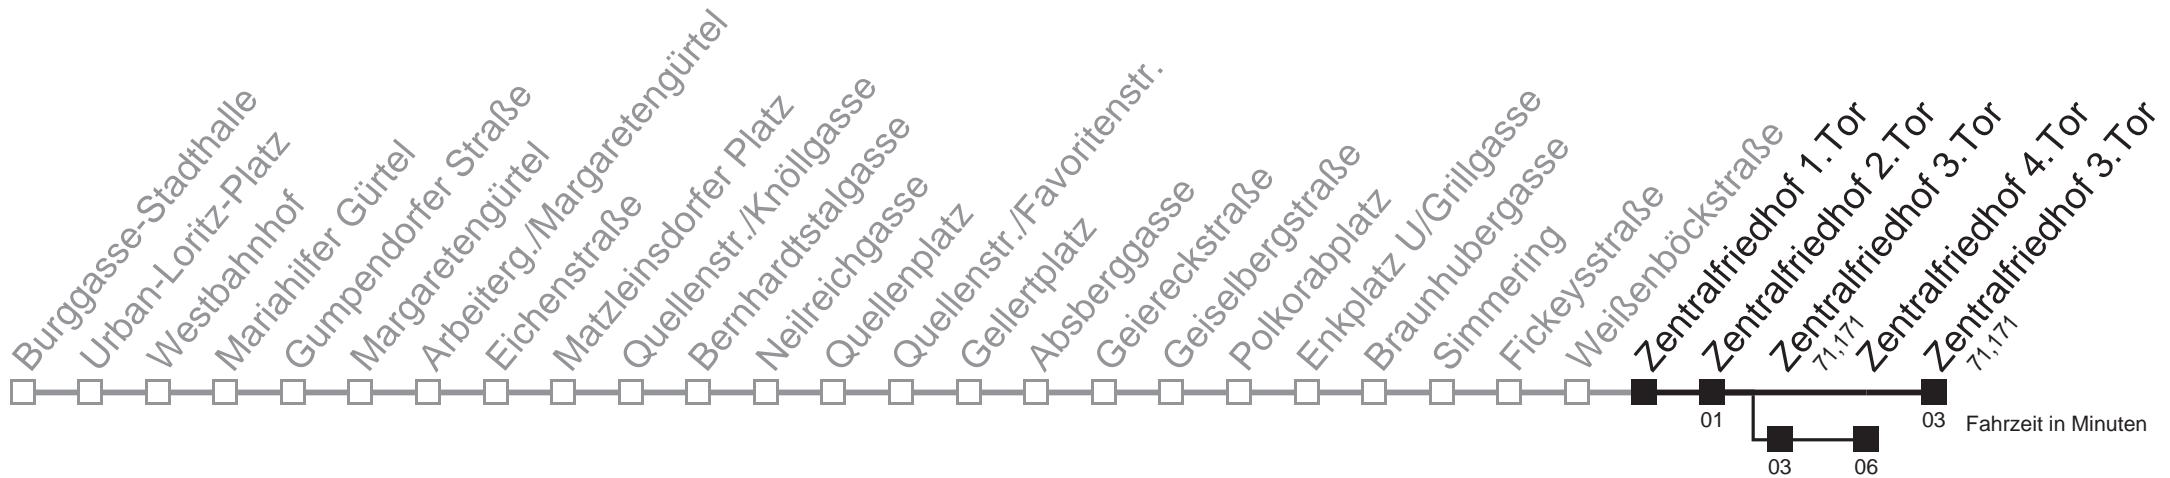 Burggasse-Stadthalle
Urban-Loritz-Platz
Westbahnhof
Mariahilfer Gürtel
Gumpendorfer Straße
Margaretengürtel
Arbeiterg./Margaretengürtel
Eichenstraße
Matzleinsdorfer Platz
Quellenstr./Knöllgasse
Bernhardtstalgasse
Neilreichgasse
Quellenplatz
Quellenstr./Favoritenstr.
Gellertplatz
Absberggasse
Geiereckstraße
Geiselbergstraße
Polkorabplatz
Enkplatz U/Grillgasse
Braunhubergasse
Simmering
Fickeysstraße
Weißenböckstraße
Zentralfriedhof 1.Tor
Zentralfriedhof 2.Tor
Zentralfriedhof 3.Tor
71,171
Zentralfriedhof 4.Tor
Zentralfriedhof 3.Tor
71,171
01
03
Fahrzeit in Minuten
03
06